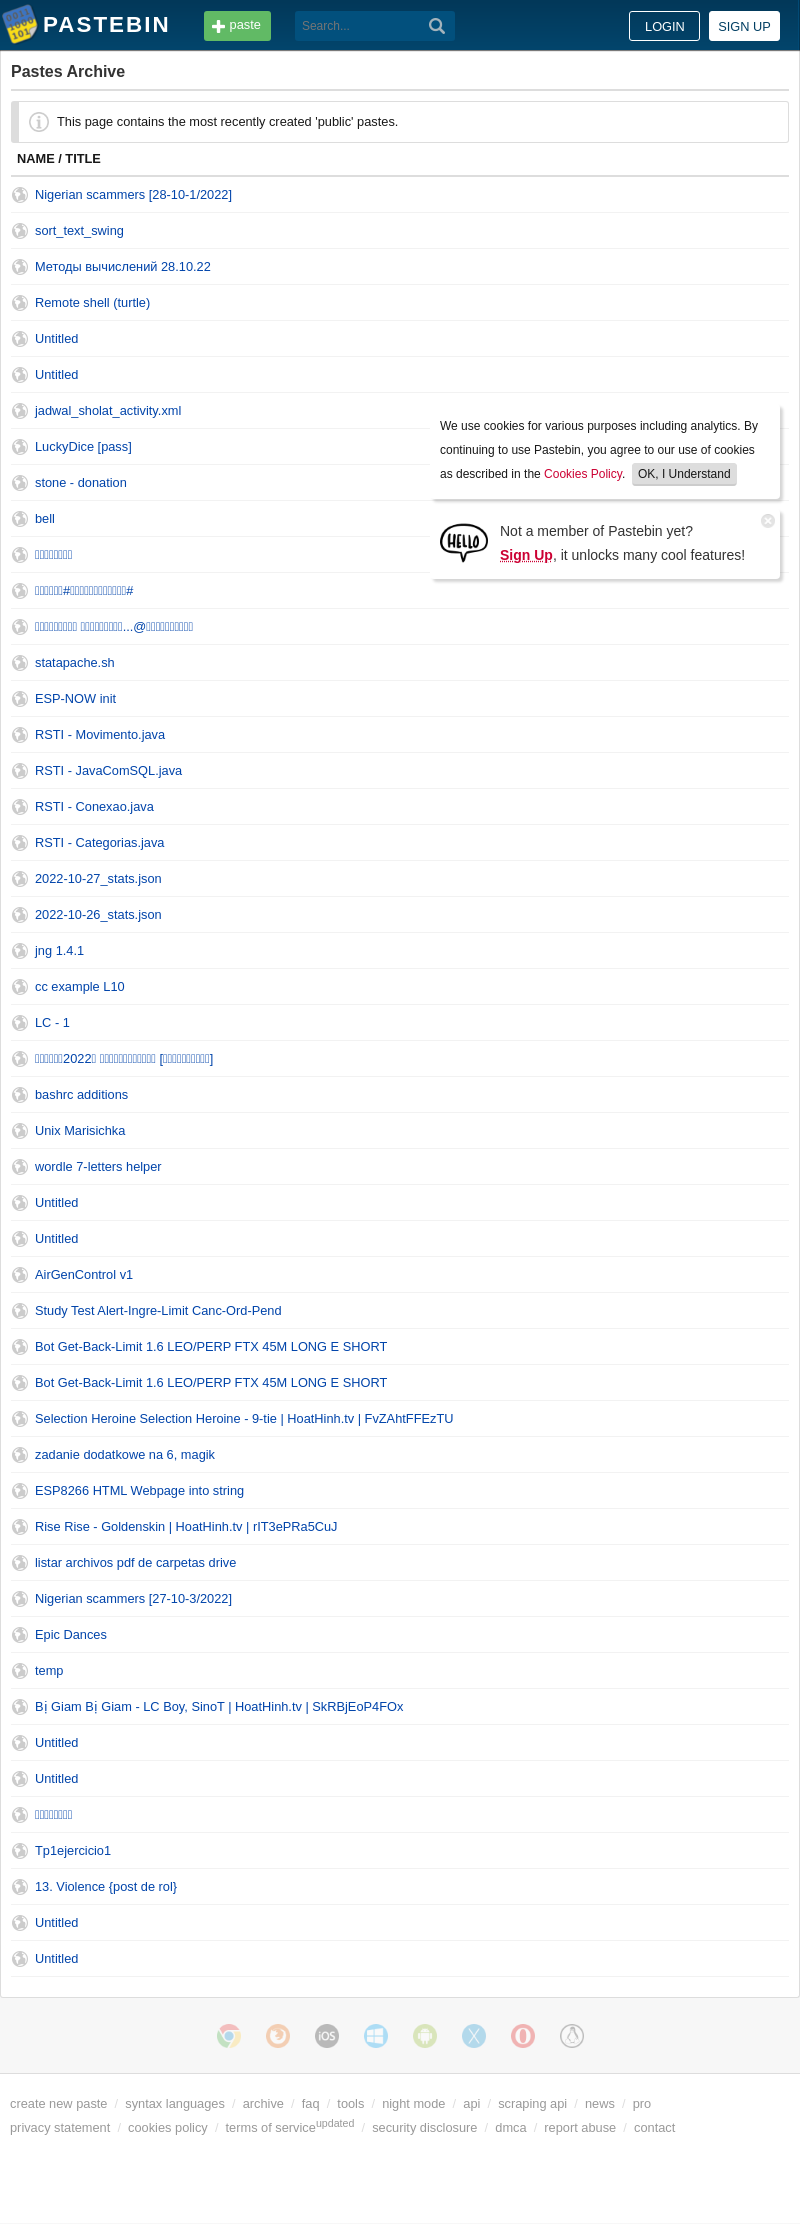 PASTEBIN
paste
Search...
LOGIN
SIGN UP
Pastes Archive
This page contains the most recently created 'public' pastes.
NAME / TITLE
Nigerian scammers [28-10-1/2022]
sort_text_swing
Методы вычислений 28.10.22
Remote shell (turtle)
Untitled
Untitled
jadwal_sholat_activity.xml
LuckyDice [pass]
stone - donation
bell
We use cookies for various purposes including analytics. By
continuing to use Pastebin, you agree to our use of cookies
as described in the Cookies Policy. OK, I Understand
HELLO
Not a member of Pastebin yet?
Sign Up, it unlocks many cool features!
statapache.sh
ESP-NOW init
RSTI - Movimento.java
RSTI - JavaComSQL.java
RSTI - Conexao.java
RSTI - Categorias.java
2022-10-27_stats.json
2022-10-26_stats.json
jng 1.4.1
cc example L10
LC - 1
2022
bashrc additions
Unix Marisichka
wordle 7-letters helper
Untitled
Untitled
AirGenControl v1
Study Test Alert-Ingre-Limit Canc-Ord-Pend
Bot Get-Back-Limit 1.6 LEO/PERP FTX 45M LONG E SHORT
Bot Get-Back-Limit 1.6 LEO/PERP FTX 45M LONG E SHORT
Selection Heroine Selection Heroine - 9-tie | HoatHinh.tv | FvZAhtFFEzTU
zadanie dodatkowe na 6, magik
ESP8266 HTML Webpage into string
Rise Rise - Goldenskin | HoatHinh.tv | rIT3ePRa5CuJ
listar archivos pdf de carpetas drive
Nigerian scammers [27-10-3/2022]
Epic Dances
temp
Bị Giam Bị Giam - LC Boy, SinoT | HoatHinh.tv | SkRBjEoP4FOx
Untitled
Untitled
Tp1ejercicio1
13. Violence {post de rol}
Untitled
Untitled
iOS
create new paste / syntax languages / archive / faq / tools / night mode / api / scraping api / news / pro
privacy statement / cookies policy / terms of serviceupdated / security disclosure / dmca / report abuse / contact